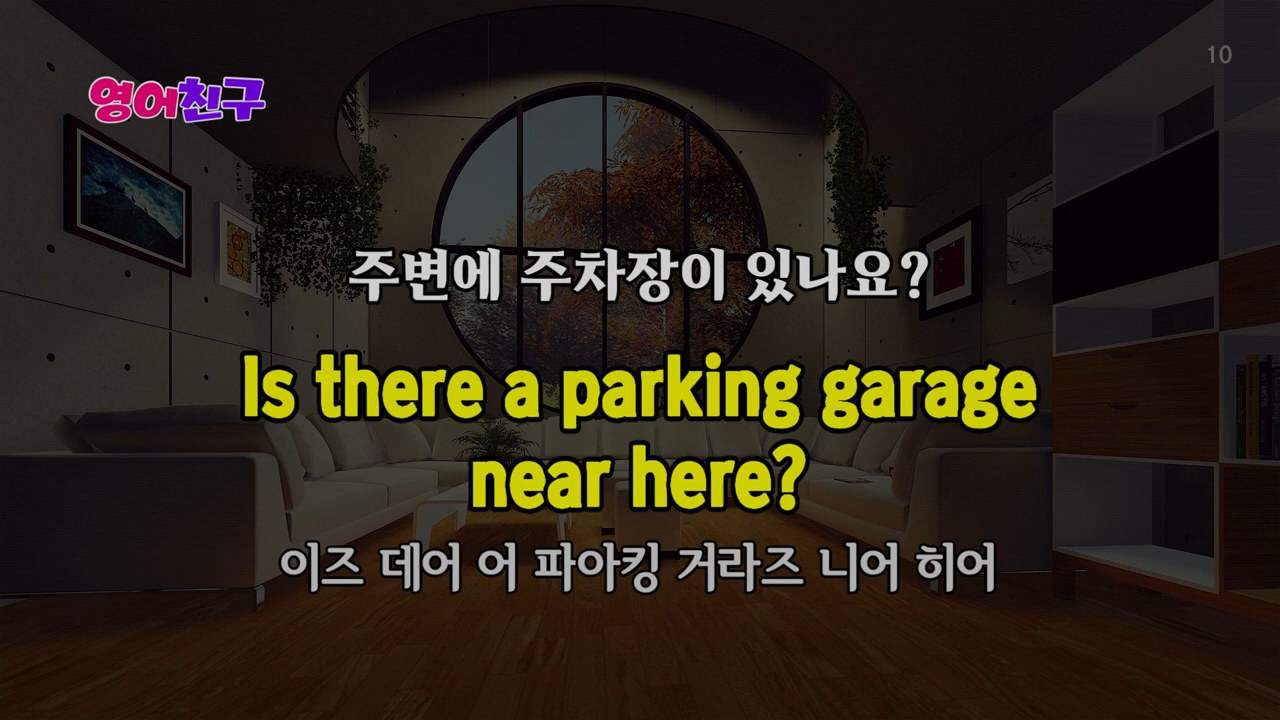 영어친구
10
주변에 주차장이 있나요?
Is there a parking garage
near here?
이즈 데어 어 파아킹 거라즈 니어 히어